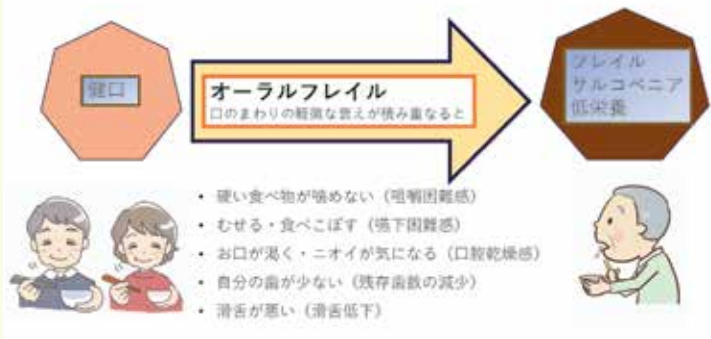 健口
オーラルフレイル
口のまわりの軽微な衰えが積み重なると
フレイル
サルコペニア
低栄養
• 硬い食べ物が噛めない（咀嚼困難感）
• むせる・食べこぼす（嚥下困難感）
• お口が渇く・ニオイが気になる（口腔乾燥感）
• 自分の歯が少ない（残存歯数の減少）
• 滑舌が悪い（滑舌低下）